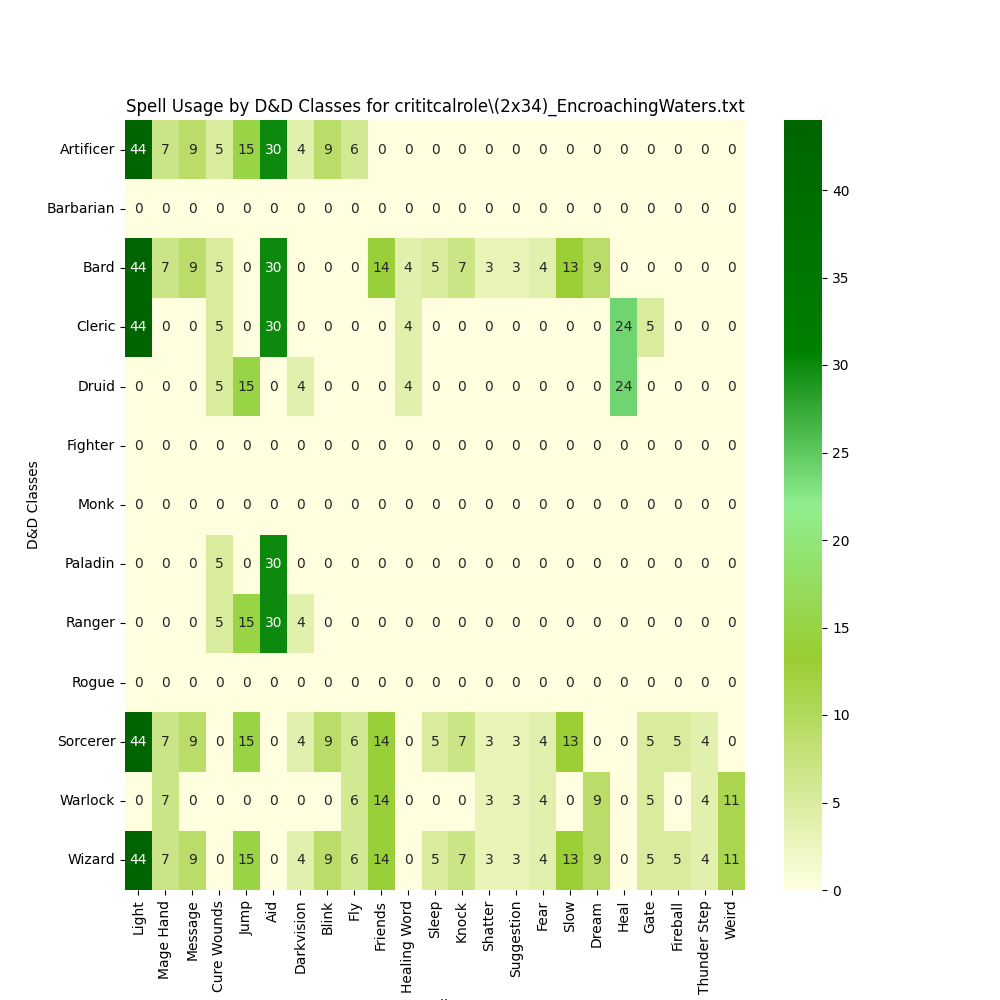 Spell Usage by D&D Classes for crititcalrole\(2x34)_EncroachingWaters.txt
D&D Classes
Artificer 44 7 9 5 15 30 4 9 6 0 0 0 0 0 0 0 0 0 0 0 0 0 0
Barbarian 0 0 0 0 0 0 0 0 0 0 0 0 0 0 0 0 0 0 0 0 0 0 0
Bard 44 7 9 5 0 30 0 0 0 14 4 5 7 3 3 4 13 9 0 0 0 0 0
Cleric 44 0 0 5 0 30 0 0 0 0 4 0 0 0 0 0 0 0 24 5 0 0 0
Druid 0 0 0 5 15 0 4 0 0 0 4 0 0 0 0 0 0 0 24 0 0 0 0
Fighter 0 0 0 0 0 0 0 0 0 0 0 0 0 0 0 0 0 0 0 0 0 0 0
Monk 0 0 0 0 0 0 0 0 0 0 0 0 0 0 0 0 0 0 0 0 0 0 0
Paladin 0 0 0 5 0 30 0 0 0 0 0 0 0 0 0 0 0 0 0 0 0 0 0
Ranger 0 0 0 5 15 30 4 0 0 0 0 0 0 0 0 0 0 0 0 0 0 0 0
Rogue 0 0 0 0 0 0 0 0 0 0 0 0 0 0 0 0 0 0 0 0 0 0 0
Sorcerer 44 7 9 0 15 0 4 9 6 14 0 5 7 3 3 4 13 0 0 5 5 4 0
Warlock 0 7 0 0 0 0 0 0 6 14 0 0 0 3 3 4 0 9 0 5 0 4 11
Wizard 44 7 9 0 15 0 4 9 6 14 0 5 7 3 3 4 13 9 0 5 5 4 11
Light
Mage Hand
Message
Cure Wounds
Jump
Aid
Darkvision
Blink
Fly
Friends
Healing Word
Sleep
Knock
Shatter
Suggestion
Fear
Slow
Dream
Heal
Gate
Fireball
Thunder Step
Weird
40
35
30
25
20
15
10
5
0